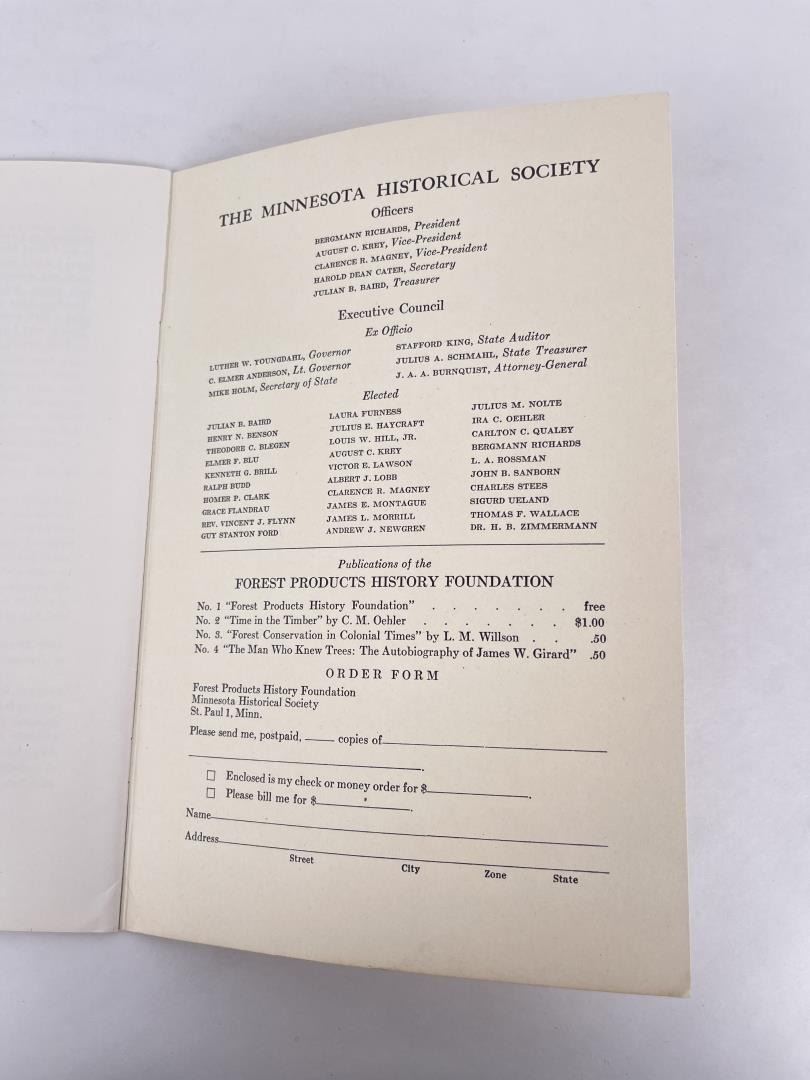 THE MINNESOTA HISTORICAL SOCIETY
Officers
BERGMANN RICHARDS, President
AUGUST C. KREY, Vice-President
CLARENCE R. MAGNEY, Vice-President
HAROLD DEAN CATER, Secretary
JULIAN B. BAIRD, Treasurer
Executive Council
Ex Officio
LUTHER W. YOUNGDAHL, Governor
C. ELMER ANDERSON, Lt. Governor
MIKE HOLM, Secretary of State
STAFFORD KING, State Auditor
JULIUS A. SCHMAHL, State Treasurer
J. A. A. BURNQUIST, Attorney-General
Elected
JULIAN B. BAIRD
HENRY N. BENSON
THEODORE C. BLEGEN
ELMER F. BLU
KENNETH G. BRILL
RALPH BUDD
HOMER P. CLARK
GRACE FLANDRAU
REV. VINCENT J. FLYNN
GUY STANTON FORD
LAURA FURNESS
JULIUS E. HAYCRAFT
LOUIS W. HILL, JR.
AUGUST C. KREY
VICTOR E. LAWSON
ALBERT J. LOBB
CLARENCE R. MAGNEY
JAMES E. MONTAGUE
JAMES L. MORRILL
ANDREW J. NEWGREN
JULIUS M. NOLTE
IRA C. OEHLER
CARLTON C. QUALEY
BERGMANN RICHARDS
L. A. ROSSMAN
JOHN B. SANBORN
CHARLES STEES
SIGURD UELAND
THOMAS F. WALLACE
DR. H. B. ZIMMERMANN
Publications of the
FOREST PRODUCTS HISTORY FOUNDATION
No. 1 "Forest Products History Foundation" . . . . . . . free
No. 2 "Time in the Timber" by C. M. Oehler . . . . . . . $1.00
No. 3. "Forest Conservation in Colonial Times" by L. M. Willson . . .50
No. 4 "The Man Who Knew Trees: The Autobiography of James W. Girard" .50
ORDER FORM
Forest Products History Foundation
Minnesota Historical Society
St. Paul 1, Minn.
Please send me, postpaid, ____ copies of____
____.
☐ Enclosed is my check or money order for $____.
☐ Please bill me for $____.
Name____
Address____
Street City Zone State